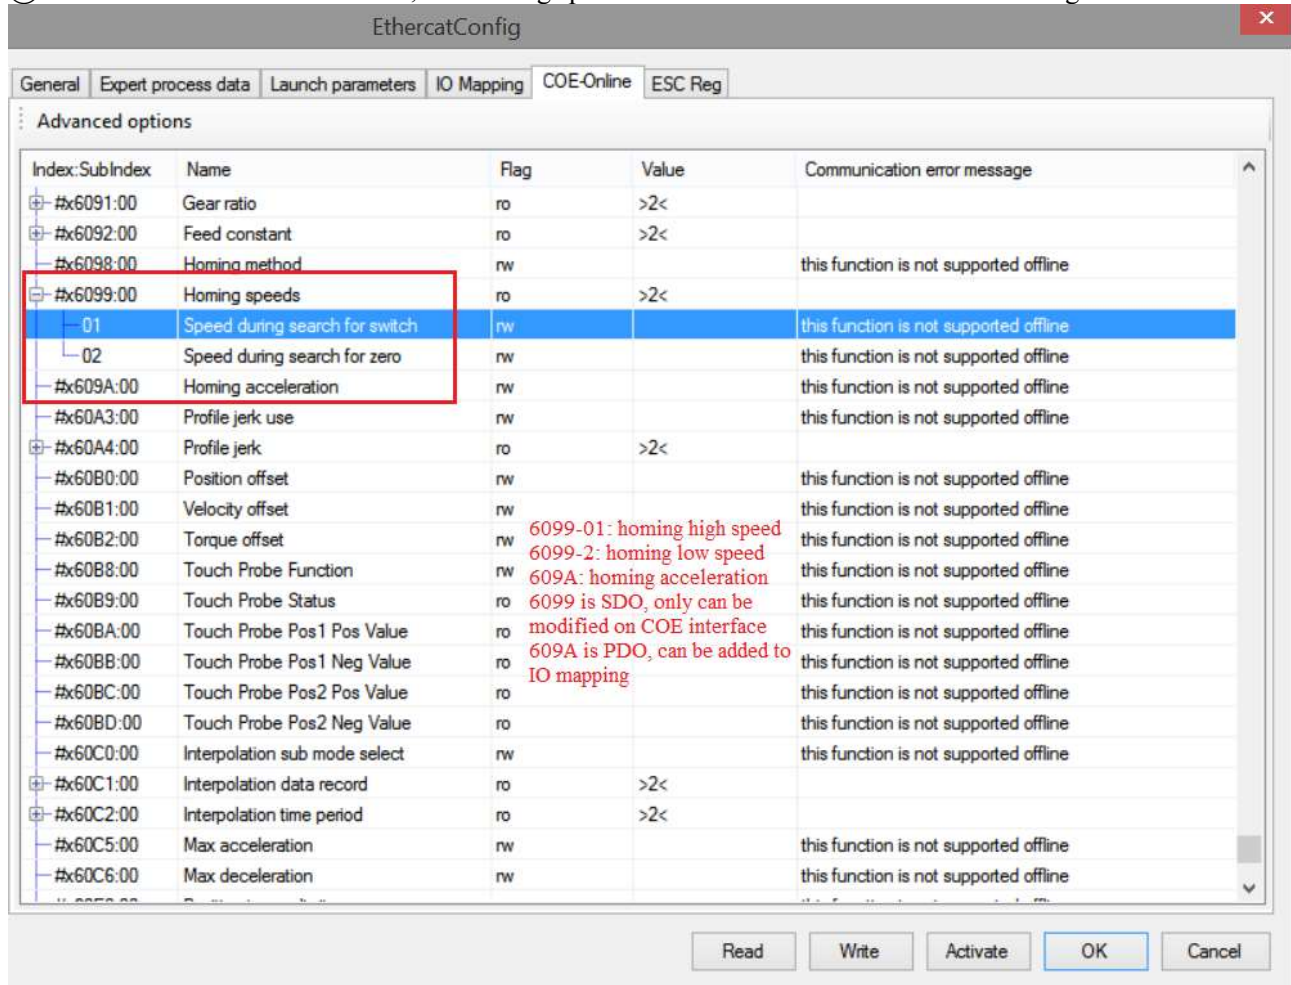 EthercatConfig
General Expert process data Launch parameters IO Mapping COE-Online ESC Reg
Advanced options
Index:SubIndex Name Flag Value Communication error message
#x6091:00 Gear ratio ro >2<
#x6092:00 Feed constant ro >2<
#x6098:00 Homing method rw this function is not supported offline
#x6099:00 Homing speeds ro >2<
01 Speed during search for switch rw this function is not supported offline
02 Speed during search for zero rw this function is not supported offline
#x609A:00 Homing acceleration rw this function is not supported offline
#x60A3:00 Profile jerk use rw this function is not supported offline
#x60A4:00 Profile jerk ro >2<
#x60B0:00 Position offset rw this function is not supported offline
#x60B1:00 Velocity offset rw this function is not supported offline
#x60B2:00 Torque offset rw this function is not supported offline
#x60B8:00 Touch Probe Function rw this function is not supported offline
#x60B9:00 Touch Probe Status ro this function is not supported offline
#x60BA:00 Touch Probe Pos1 Pos Value ro this function is not supported offline
#x60BB:00 Touch Probe Pos1 Neg Value ro this function is not supported offline
#x60BC:00 Touch Probe Pos2 Pos Value ro this function is not supported offline
#x60BD:00 Touch Probe Pos2 Neg Value ro this function is not supported offline
#x60C0:00 Interpolation sub mode select rw this function is not supported offline
#x60C1:00 Interpolation data record ro >2<
#x60C2:00 Interpolation time period ro >2<
#x60C5:00 Max acceleration rw this function is not supported offline
#x60C6:00 Max deceleration rw this function is not supported offline
6099-01: homing high speed
6099-2: homing low speed
609A: homing acceleration
6099 is SDO, only can be
modified on COE interface
609A is PDO, can be added to
IO mapping
Read Write Activate OK Cancel